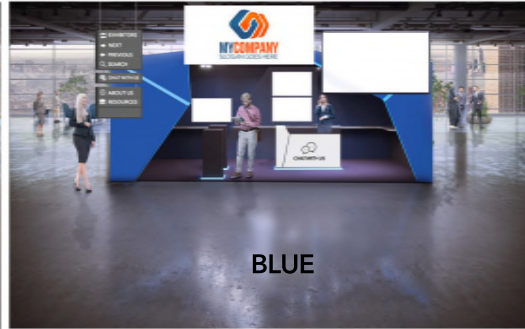 EXHIBITORS
NEXT
PREVIOUS
SEARCH
CHAT WITH US
ABOUT US
RESOURCES
MYCOMPANY
SLOGAN GOES HERE
CHAT WITH US
BLUE